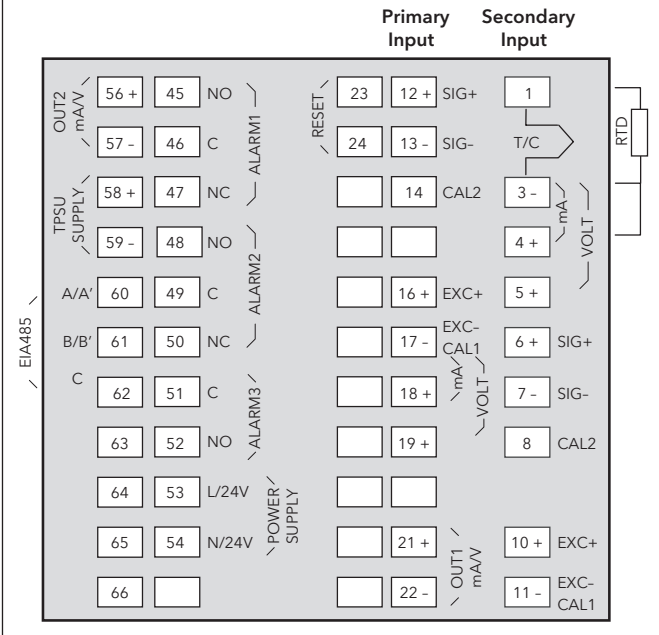 Primary Input
Secondary Input
OUT2 mA/V
56 +
45
NO
ALARM1
RESET
23
12 +
SIG+
1
RTD
57 -
46
C
24
13 -
SIG-
T/C
TPSU SUPPLY
58 +
47
NC
14
CAL2
3 -
mA
VOLT
59 -
48
NO
ALARM2
4 +
EIA485
A/A'
60
49
C
16 +
EXC+
5 +
B/B'
61
50
NC
17 -
EXC-
CAL1
6 +
SIG+
C
62
51
C
ALARM3
18 +
mA
VOLT
7 -
SIG-
63
52
NO
19 +
8
CAL2
64
53
L/24V
POWER SUPPLY
65
54
N/24V
21 +
OUT1 mA/V
10 +
EXC+
66
22 -
11 -
EXC-
CAL1